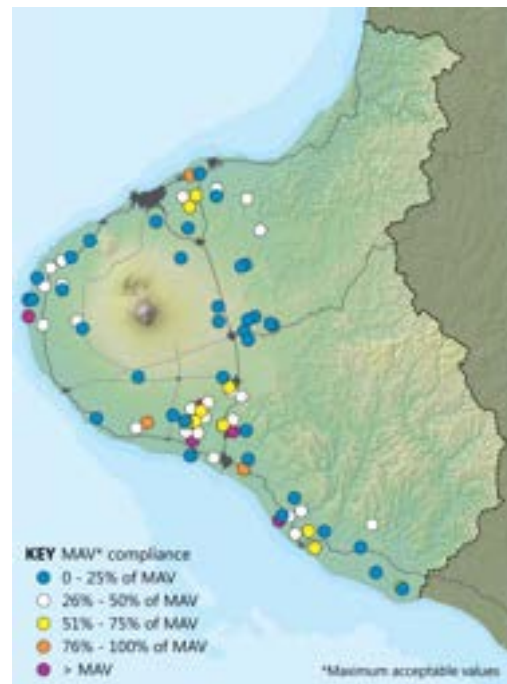 KEY MAV* compliance
0 - 25% of MAV
26% - 50% of MAV
51% - 75% of MAV
76% - 100% of MAV
> MAV
*Maximum acceptable values